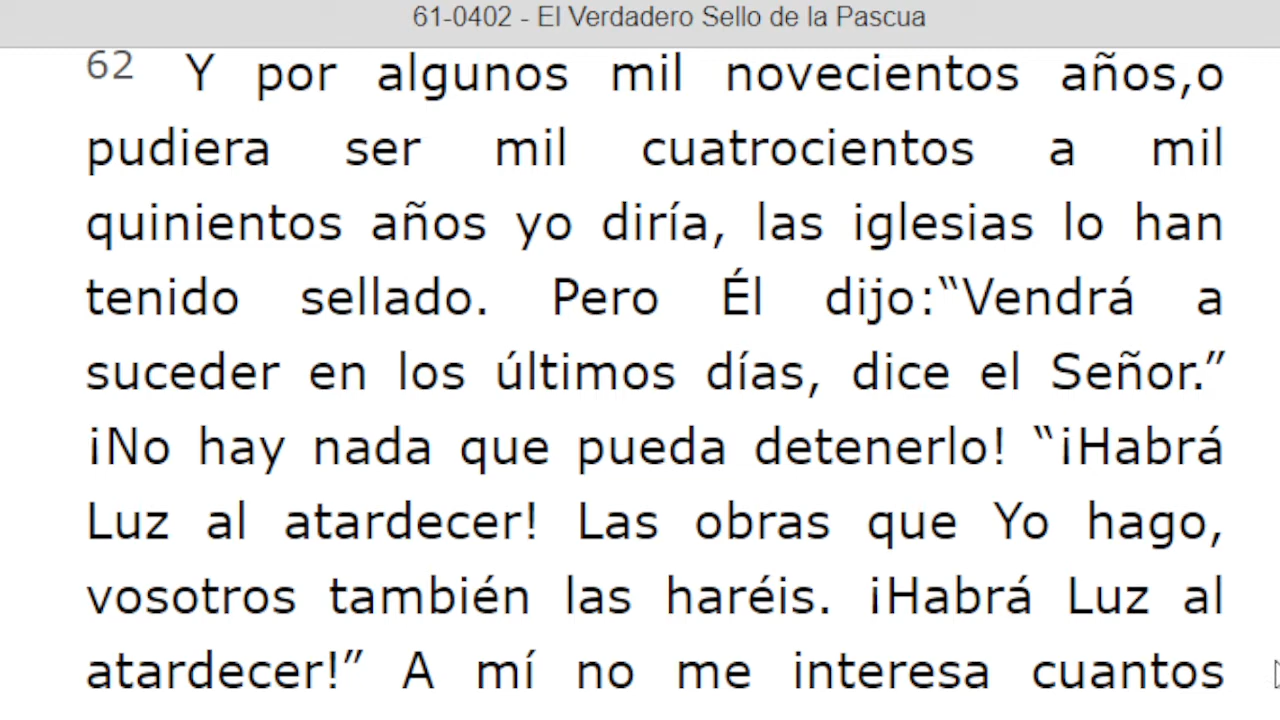 61-0402 - El Verdadero Sello de la Pascua
62 Y por algunos mil novecientos años,o
pudiera ser mil cuatrocientos a mil
quinientos años yo diría, las iglesias lo han
tenido sellado. Pero Él dijo:“Vendrá a
suceder en los últimos días, dice el Señor.”
¡No hay nada que pueda detenerlo! “¡Habrá
Luz al atardecer! Las obras que Yo hago,
vosotros también las haréis. ¡Habrá Luz al
atardecer!” A mí no me interesa cuantos